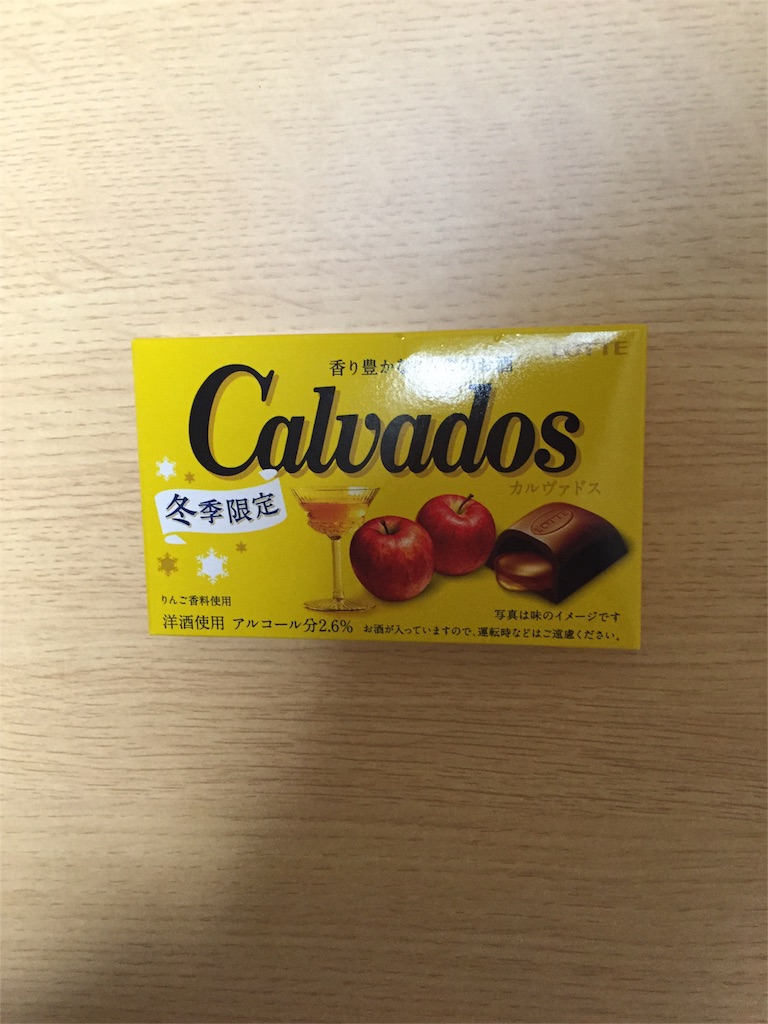 LOTTE
香り豊かな
Calvados
カルヴァドス
冬季限定
LOTTE
りんご香料使用
写真は味のイメージです
洋酒使用 アルコール分2.6% お酒が入っていますので、運転時などはご遠慮ください。